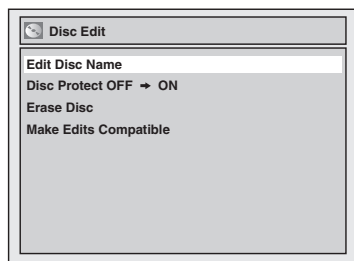 Disc Edit
Edit Disc Name
Disc Protect OFF ➔ ON
Erase Disc
Make Edits Compatible